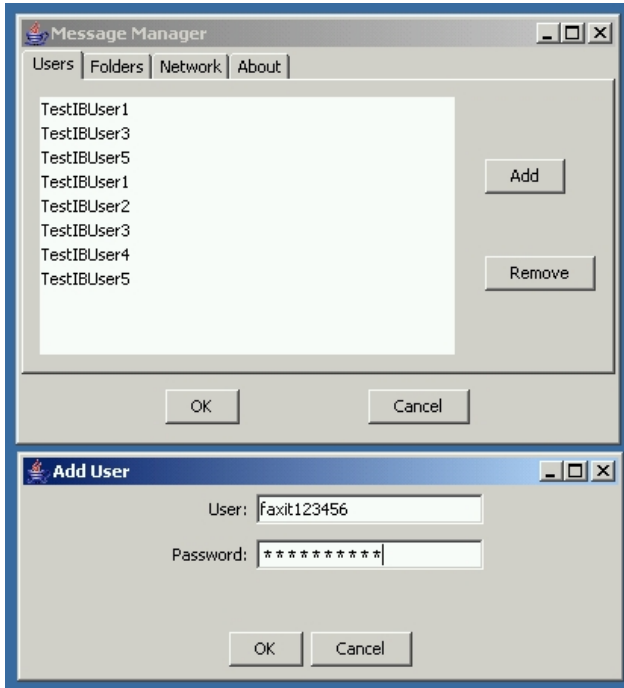 Message Manager
Users Folders Network About
TestIBUser1
TestIBUser3
TestIBUser5
TestIBUser1
TestIBUser2
TestIBUser3
TestIBUser4
TestIBUser5
Add
Remove
OK Cancel
Add User
User: faxit123456
Password: **********
OK Cancel